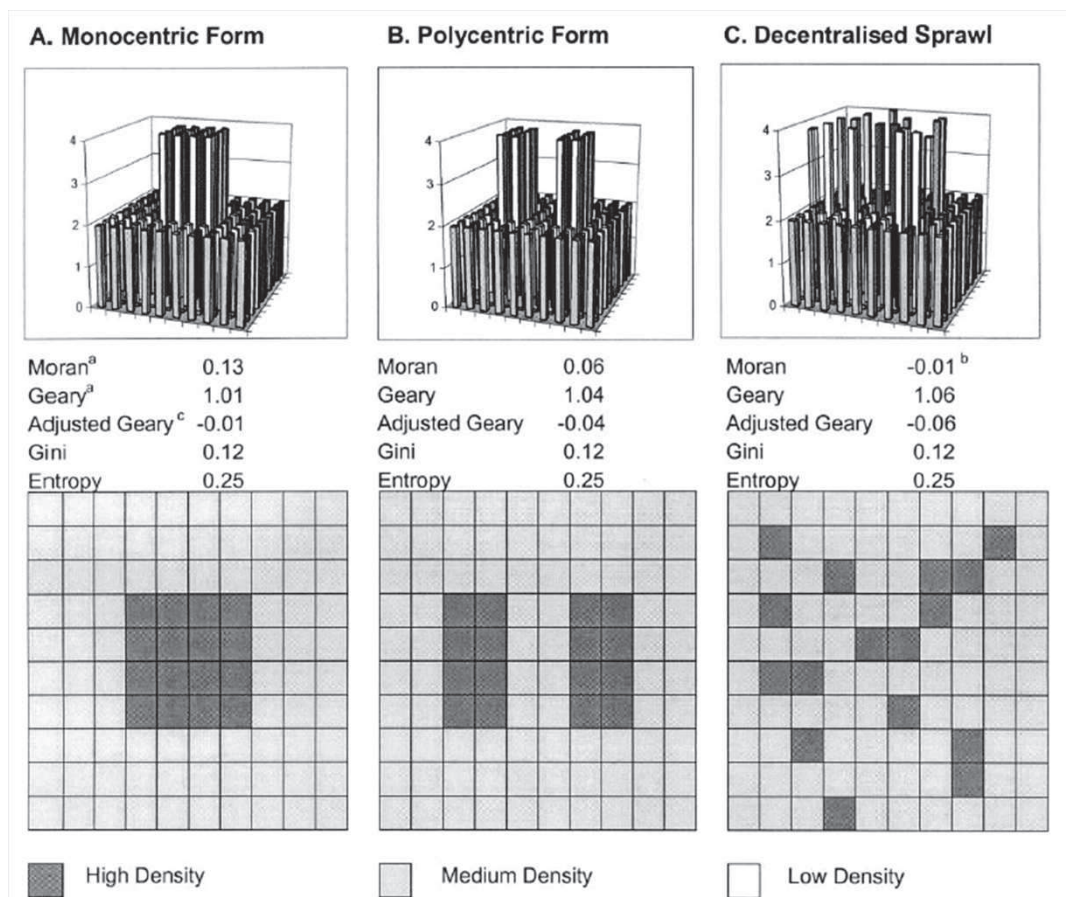 A. Monocentric Form
B. Polycentric Form
C. Decentralised Sprawl
4
3
2
1
0
4
3
2
1
0
4
3
2
1
0
Moranᵃ 0.13
Gearyᵃ 1.01
Adjusted Geary ᶜ -0.01
Gini 0.12
Entropy 0.25
Moran 0.06
Geary 1.04
Adjusted Geary -0.04
Gini 0.12
Entropy 0.25
Moran -0.01 ᵇ
Geary 1.06
Adjusted Geary -0.06
Gini 0.12
Entropy 0.25
High Density
Medium Density
Low Density